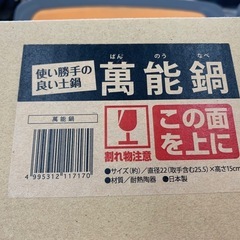 使い勝手の
良い土鍋
ばん のう なべ
萬能鍋
萬能鍋
4995312117170
割れ物注意
この面
を上に
●サイズ(約)/直径22(取手含む25.5)×高さ15cm
●材質/耐熱陶器 ●日本製